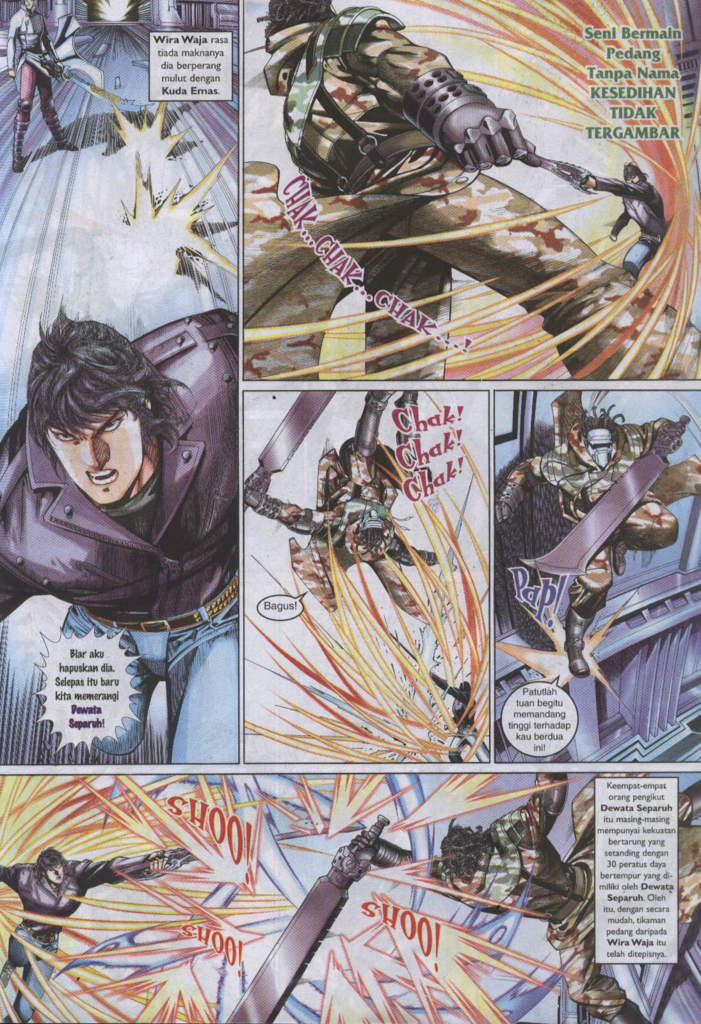 Wira Waja rasa
tiada maknanya
dia berperang
mulut dengan
Kuda Emas.
Seni Bermain
Pedang
Tanpa Nama
KESEDIHAN
TIDAK
TERGAMBAR
CHAK...CHAK...CHAK...!
Biar aku
hapuskan dia.
Selepas itu baru
kita memerangi
Dewata
Separuh!
Chak!
Chak!
Chak!
Bagus!
Pap!
Patutlah
tuan begitu
memandang
tinggi terhadap
kau berdua
ini!
SHOO!
SHOO!
SHOO!
Keempat-empat
orang pengikut
Dewata Separuh
itu masing-masing
mempunyai kekuatan
bertarung yang
setanding dengan
30 peratus daya
bertempur yang di-
miliki oleh Dewata
Separuh. Oleh
itu, dengan secara
mudah, tikaman
pedang daripada
Wira Waja itu
telah ditepisnya.